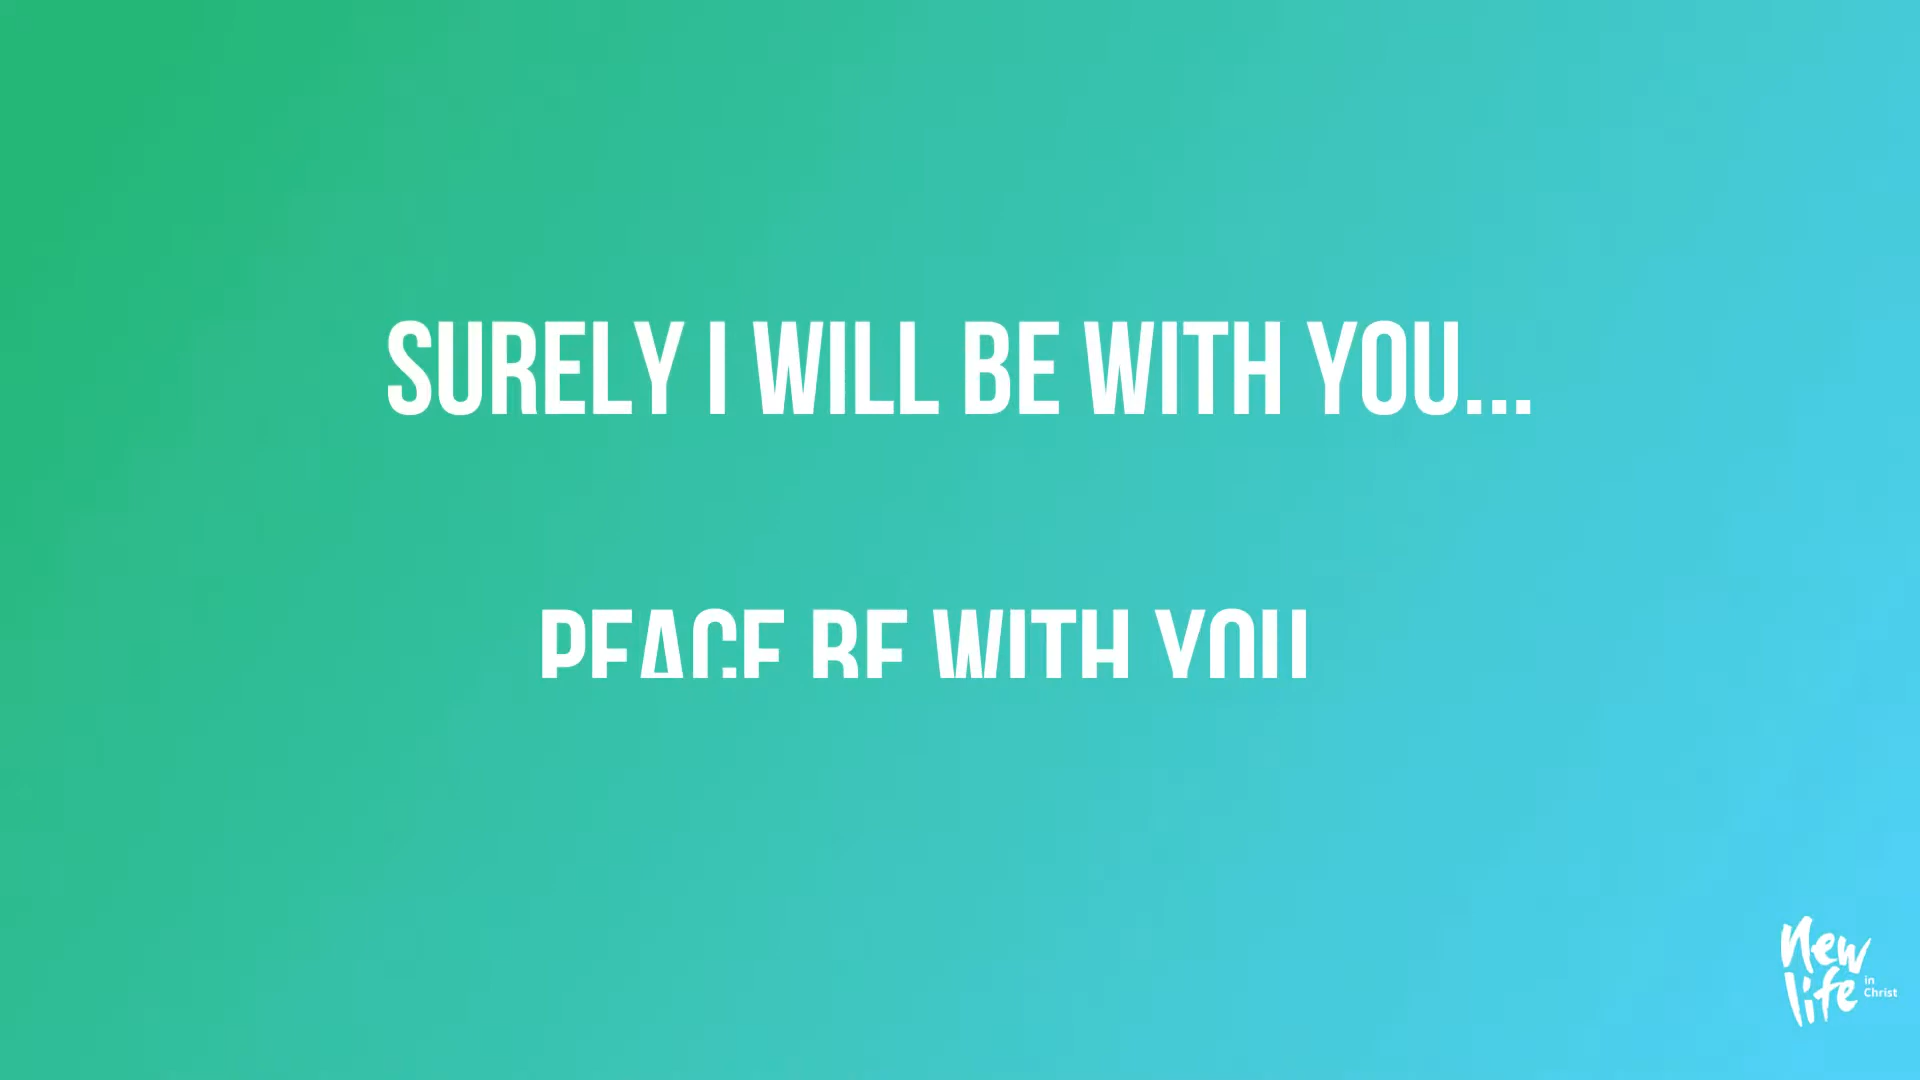 SURELY I WILL BE WITH YOU...
PEACE BE WITH YOU
New
life
in
Christ